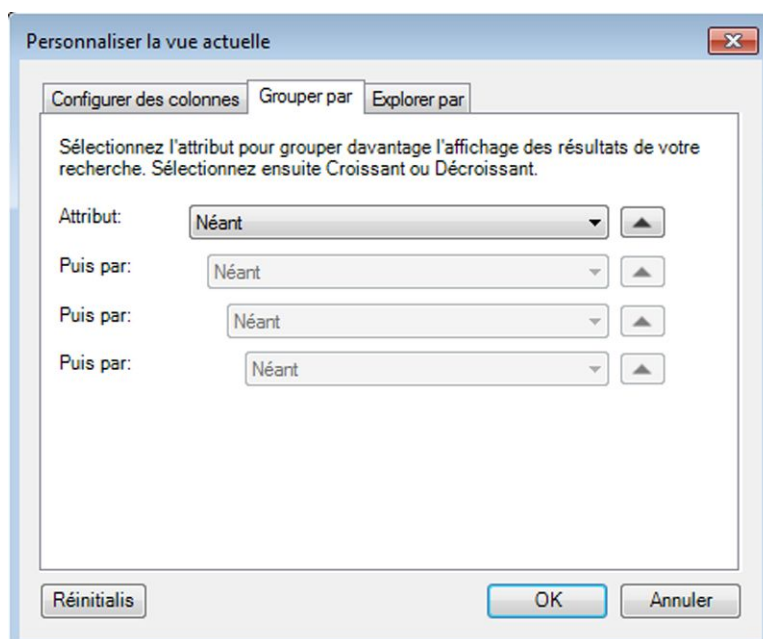 Personnaliser la vue actuelle
Configurer des colonnes Grouper par Explorer par
Sélectionnez l'attribut pour grouper davantage l'affichage des résultats de votre
recherche. Sélectionnez ensuite Croissant ou Décroissant.
Attribut: Néant
Puis par: Néant
Puis par: Néant
Puis par: Néant
Réinitialis OK Annuler